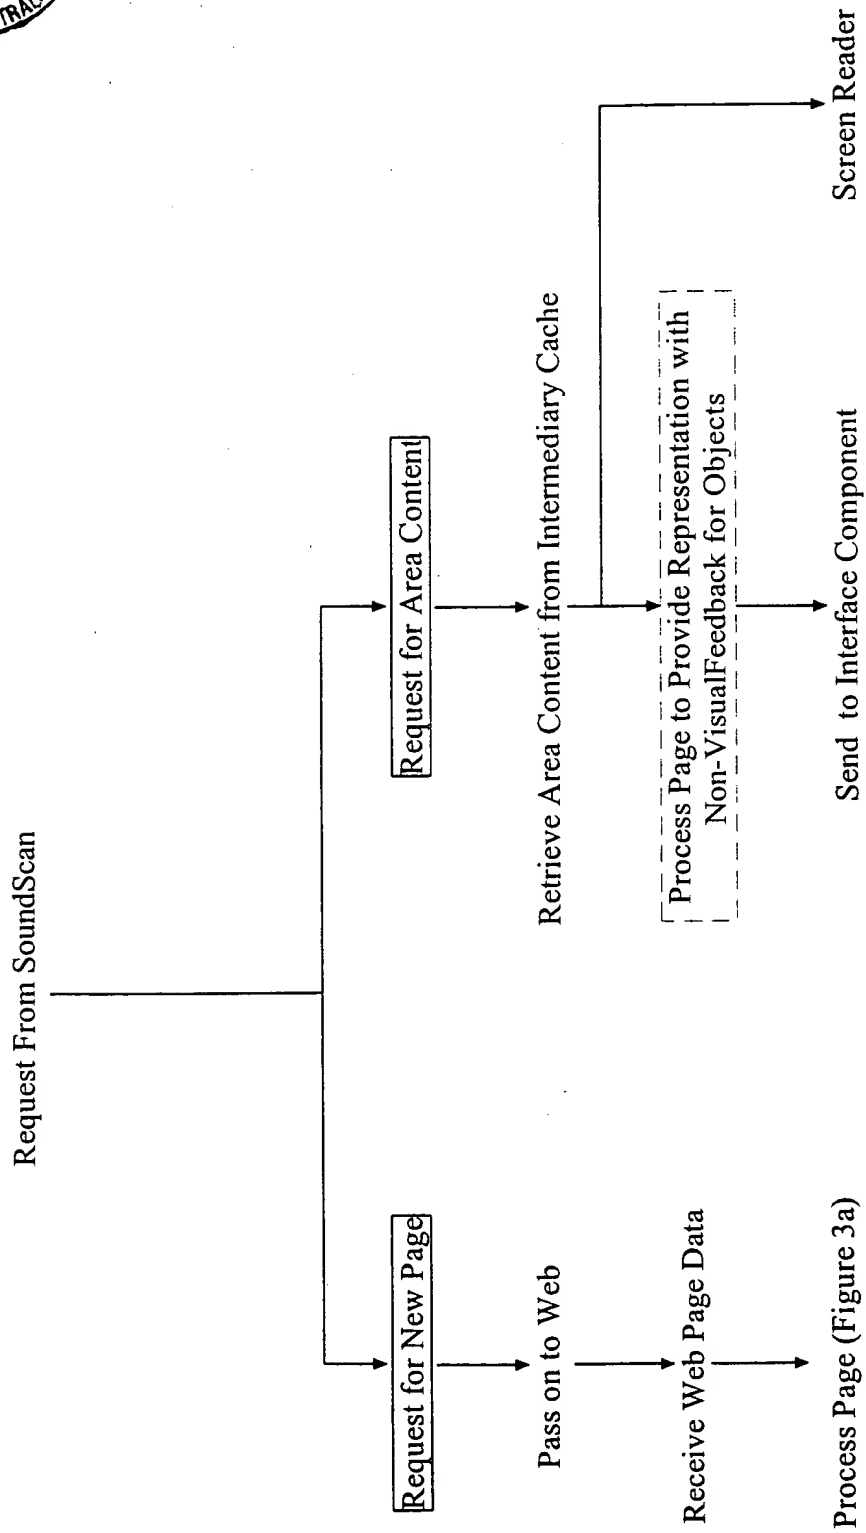 Request From SoundScan
Request for New Page
Pass on to Web
Receive Web Page Data
Process Page (Figure 3a)
Request for Area Content
Retrieve Area Content from Intermediary Cache
Process Page to Provide Representation with
Non-VisualFeedback for Objects
Send to Interface Component
Screen Reader